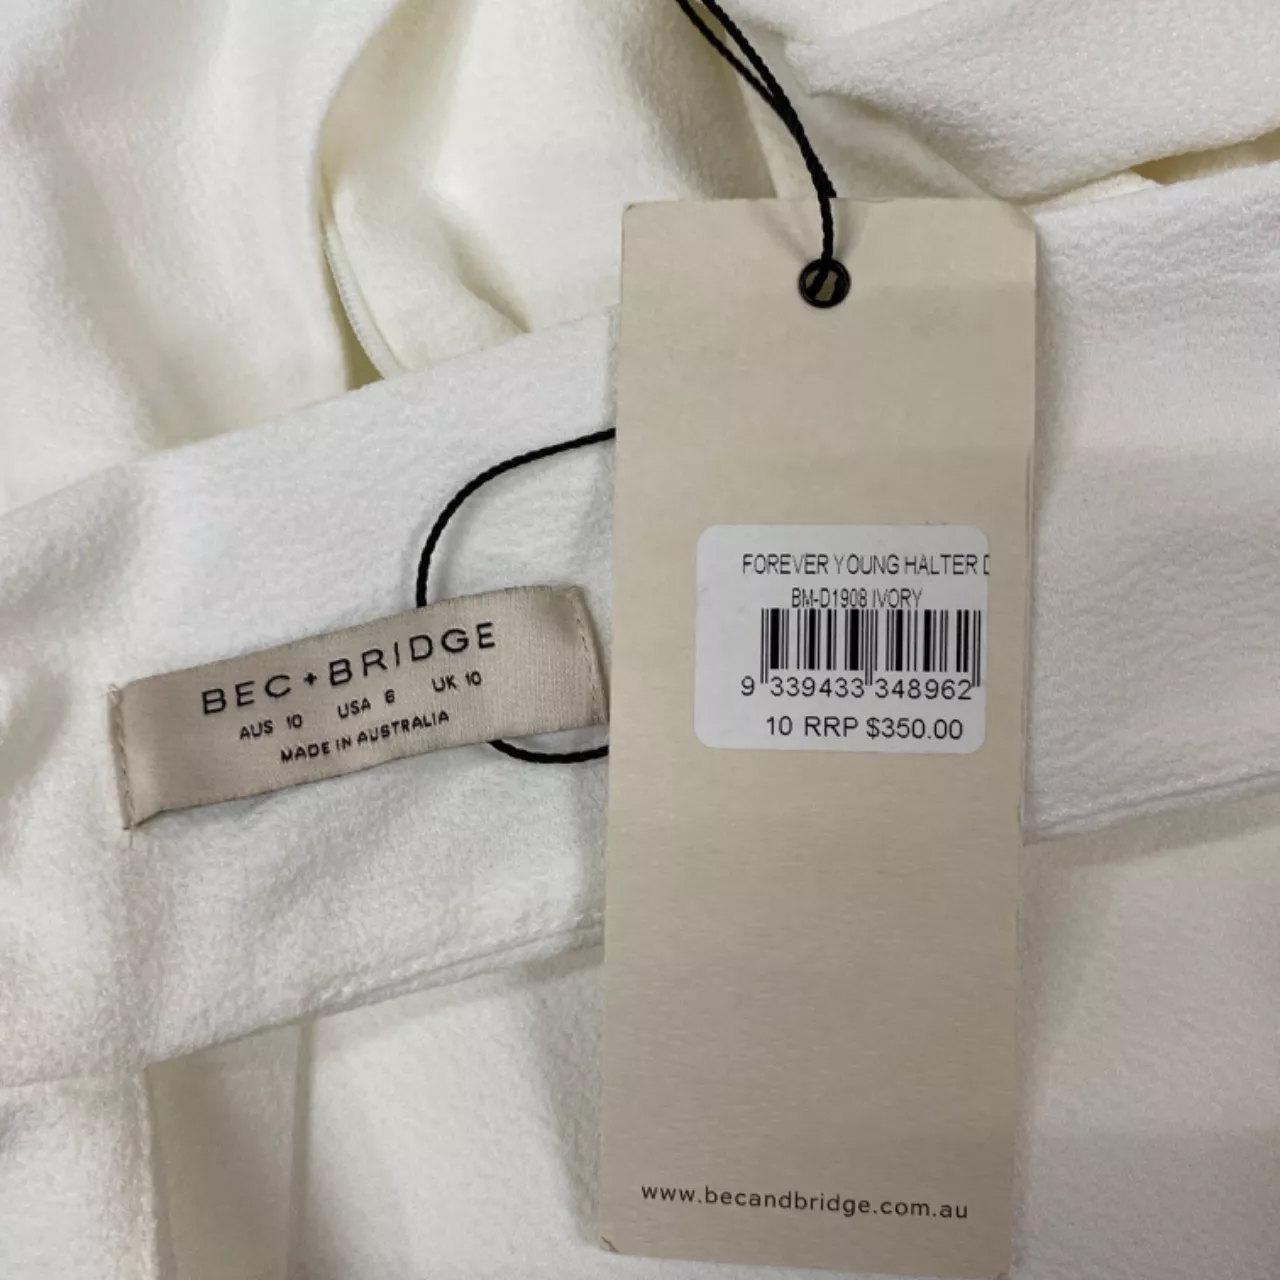 BEC+BRIDGE
AUS 10 USA 6 UK 10
MADE IN AUSTRALIA
FOREVER YOUNG HALTER D
BM-D1908 IVORY
9 339433 348962
10 RRP $350.00
www.becandbridge.com.au